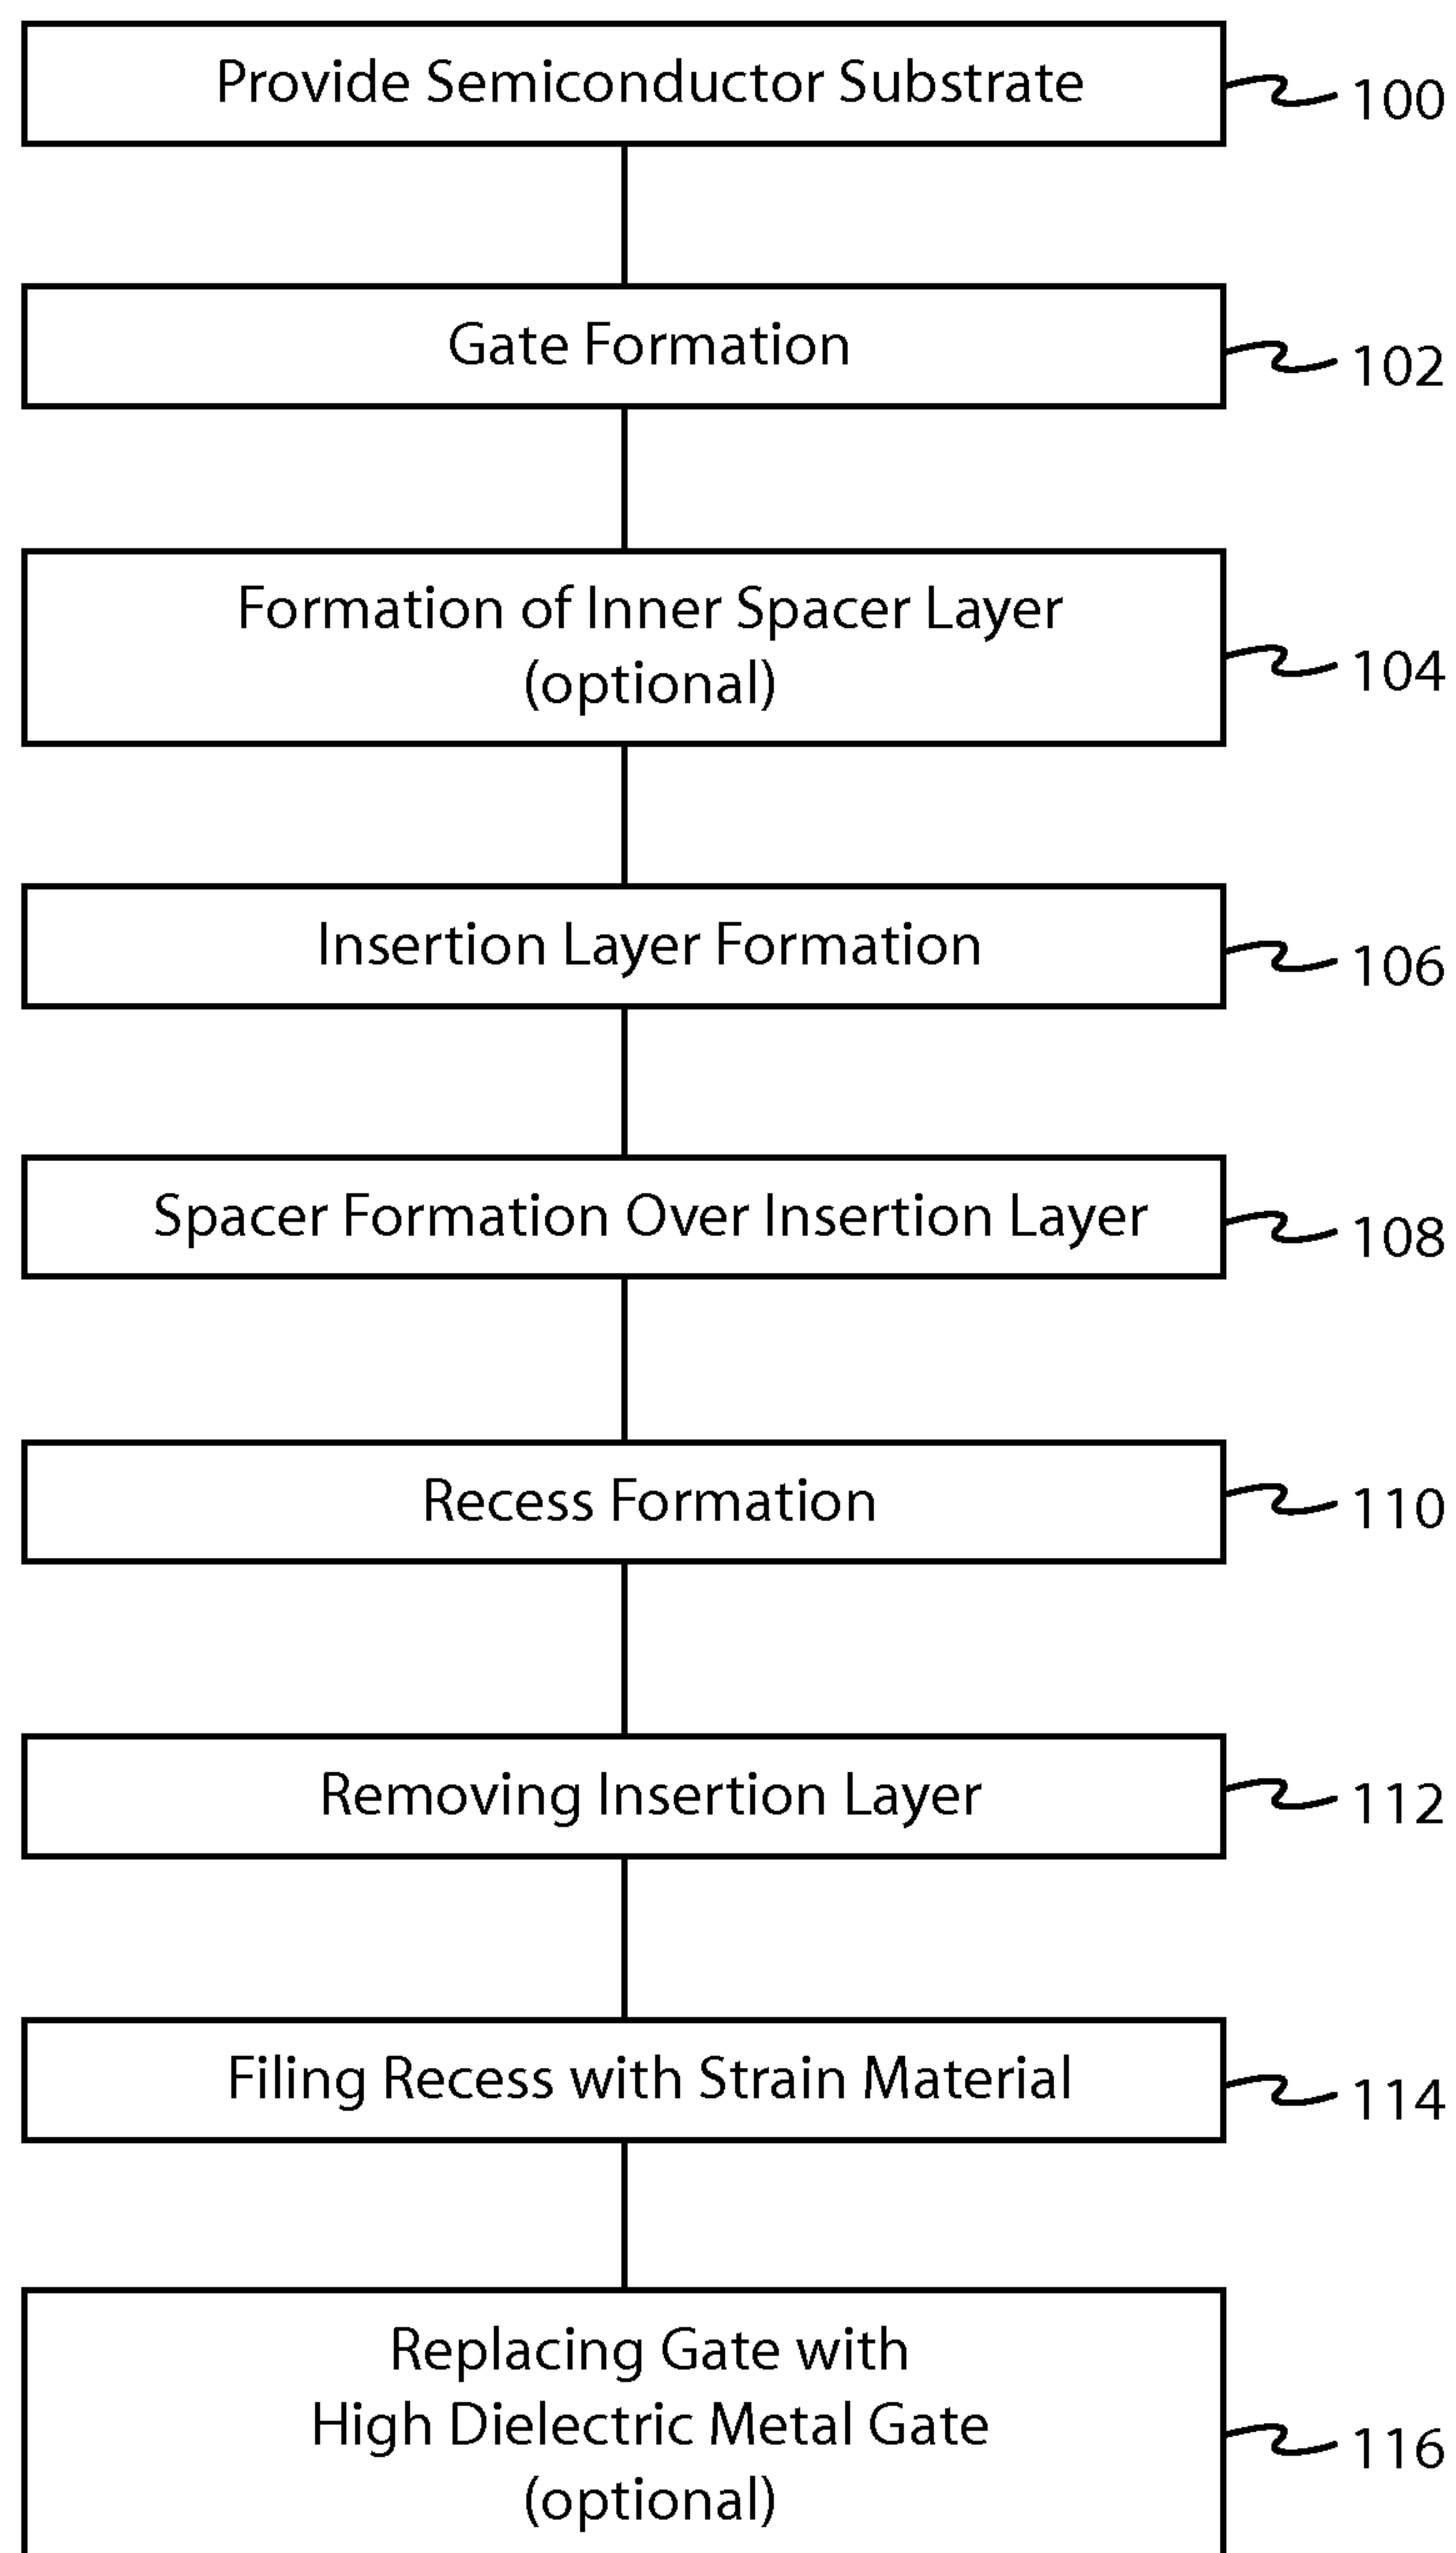 Provide Semiconductor Substrate
100
Gate Formation
102
Formation of Inner Spacer Layer
(optional)
104
Insertion Layer Formation
106
Spacer Formation Over Insertion Layer
108
Recess Formation
110
Removing Insertion Layer
112
Filing Recess with Strain Material
114
Replacing Gate with
High Dielectric Metal Gate
(optional)
116